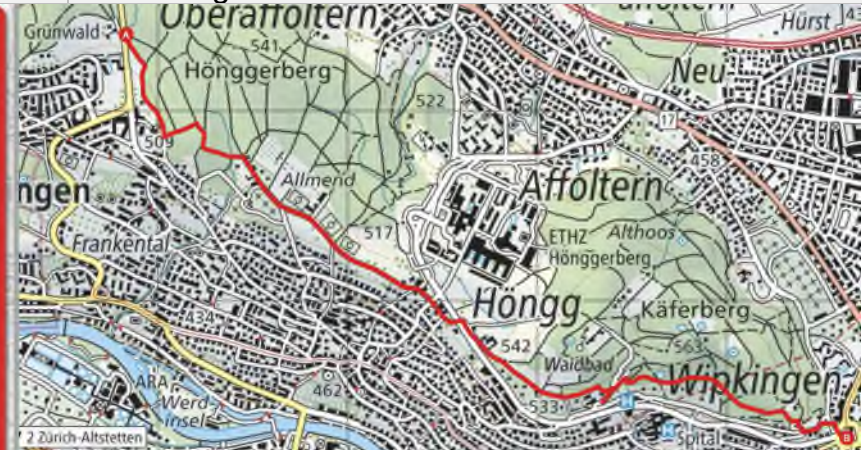 Oberaffoltern
Grünwald
A
541
Hönggerberg
Hürst
Neu-
522
17
509
458
Allmend
Affoltern
ngen
517
ETHZ
Hönggerberg
Althoos
Frankental
Höngg
Käferberg
434
542
563
Waidbad
Wipkingen
ARA
Werd-
insel
462
533
H
H
Spital
B
2 Zürich-Altstetten